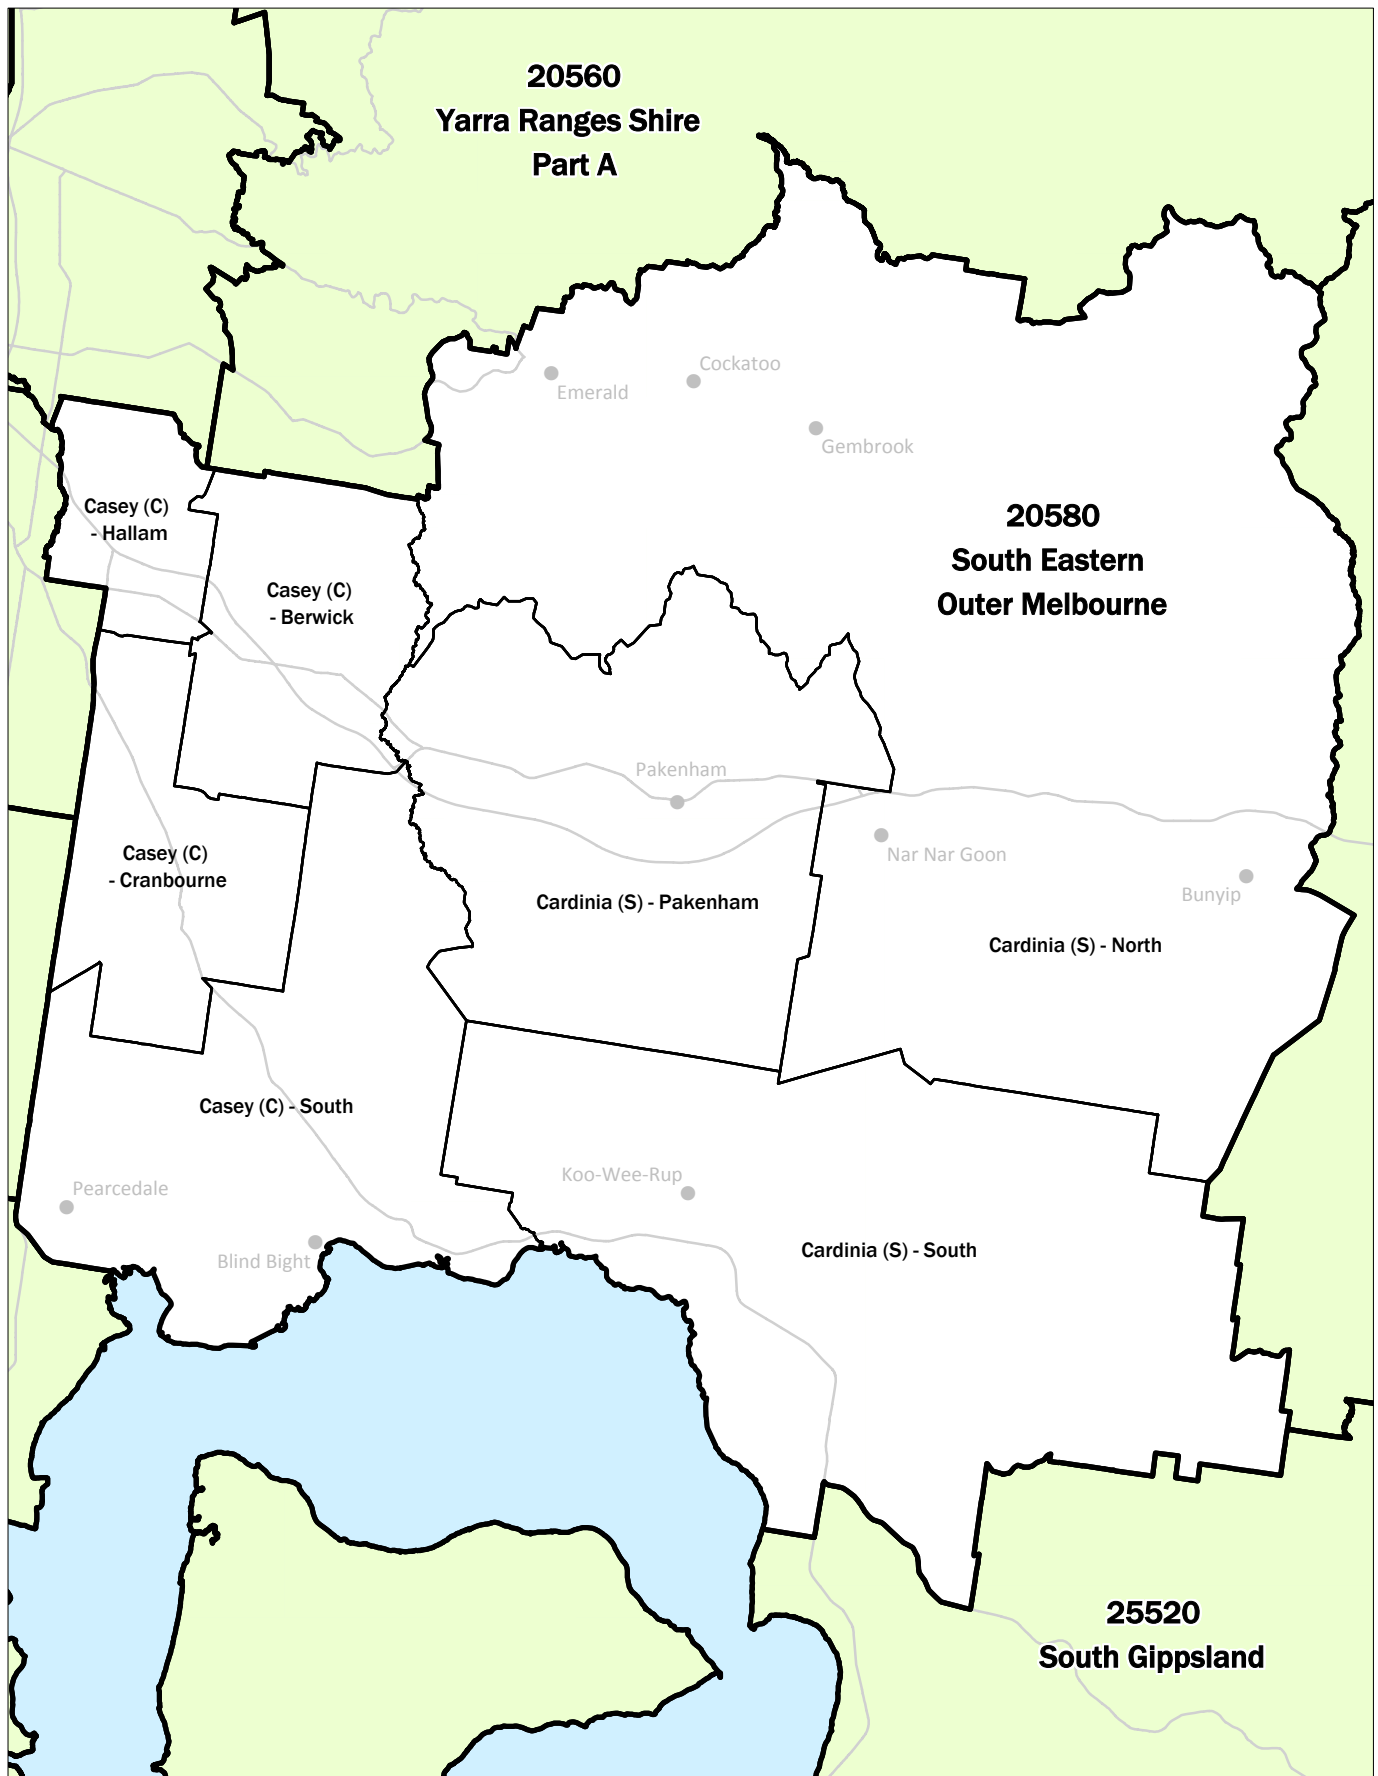 20560
Yarra Ranges Shire
Part A
Cockatoo
Emerald
Gembrook
Casey (C)
- Hallam
20580
South Eastern
Outer Melbourne
Casey (C)
- Berwick
Pakenham
Casey (C)
- Cranbourne
Nar Nar Goon
Bunyip
Cardinia (S) - Pakenham
Cardinia (S) - North
Casey (C) - South
Koo-Wee-Rup
Pearcedale
Blind Bight
Cardinia (S) - South
25520
South Gippsland